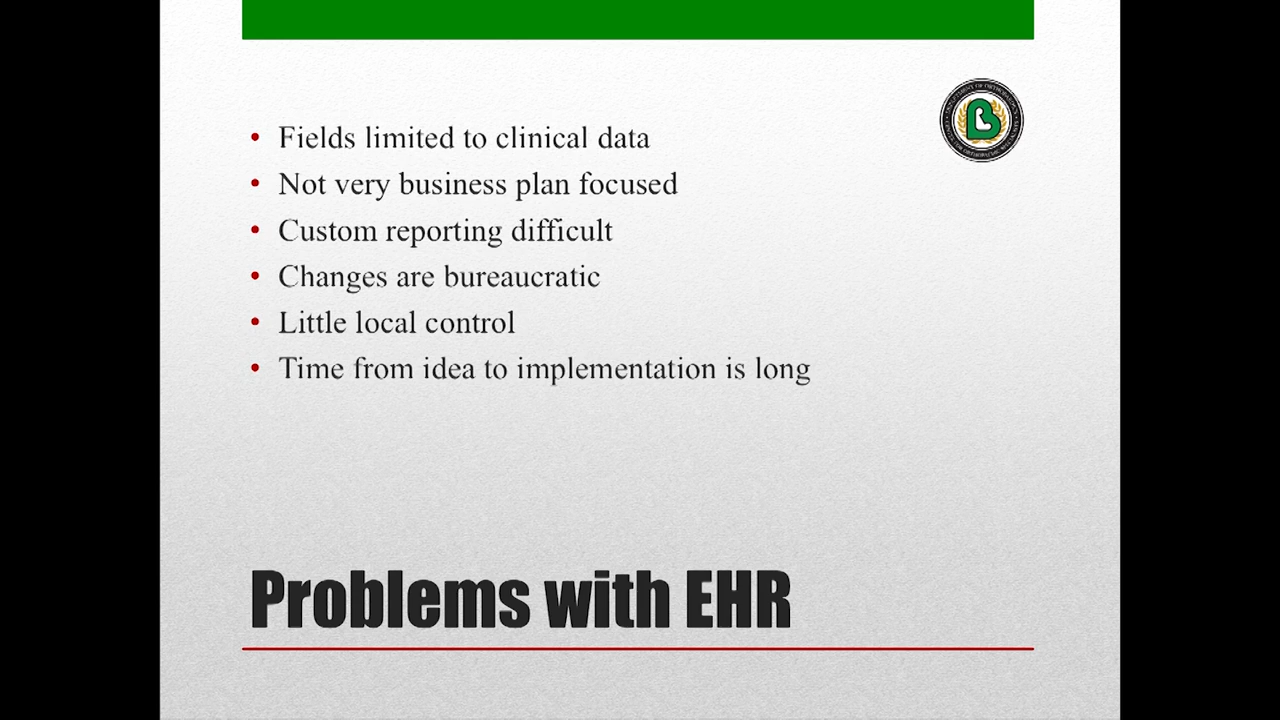 • Fields limited to clinical data
• Not very business plan focused
• Custom reporting difficult
• Changes are bureaucratic
• Little local control
• Time from idea to implementation is long
Problems with EHR